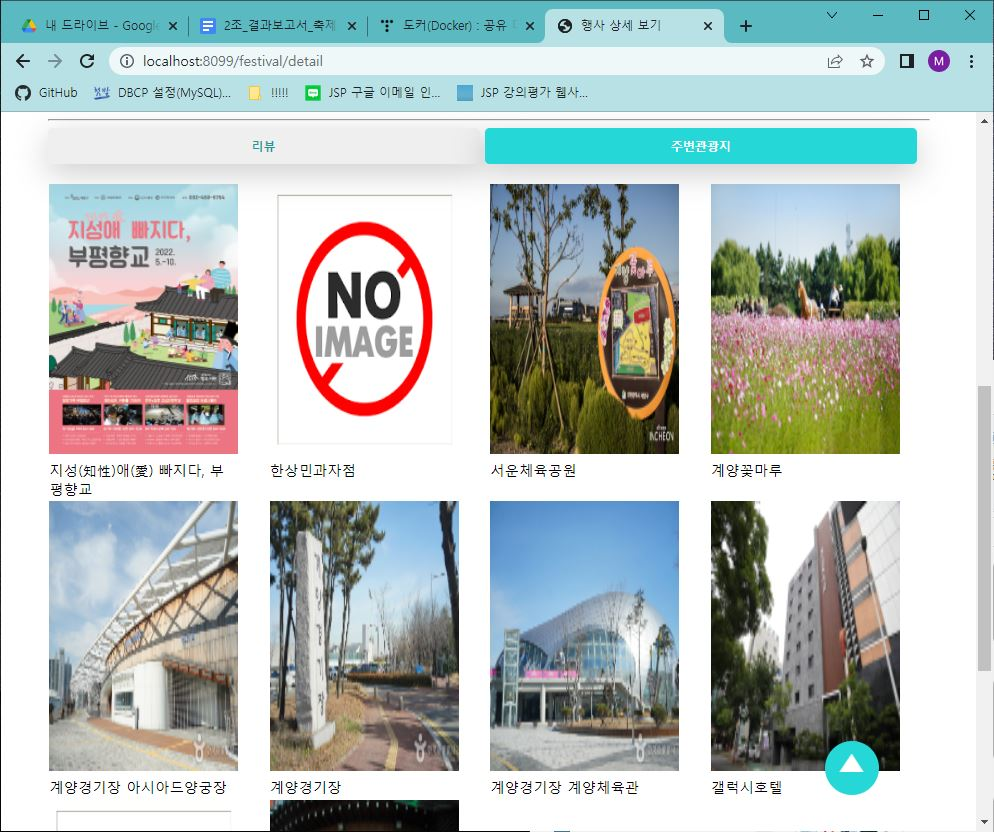 내 드라이브 - Google
2조_결과보고서_축제
도커(Docker) : 공유
행사 상세 보기
localhost:8099/festival/detail
M
GitHub
DBCP 설정(MySQL)...
!!!!!
JSP 구글 이메일 인...
JSP 강의평가 웹사...
리뷰
주변관광지
지성애 빠지다,
부평향교
2022.
5.-10.
NO
IMAGE
INCHEON
지성(知性)애(愛) 빠지다, 부
평향교
한상민과자점
서운체육공원
계양꽃마루
계양경기장
계양경기장 아시아드양궁장
계양경기장
계양경기장 계양체육관
갤럭시호텔